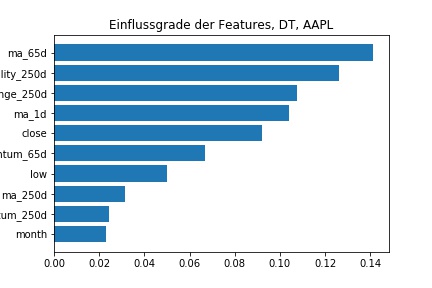 Einflussgrade der Features, DT, AAPL
ma_65d
lity_250d
nge_250d
ma_1d
close
ntum_65d
low
ma_250d
tum_250d
month
0.00 0.02 0.04 0.06 0.08 0.10 0.12 0.14